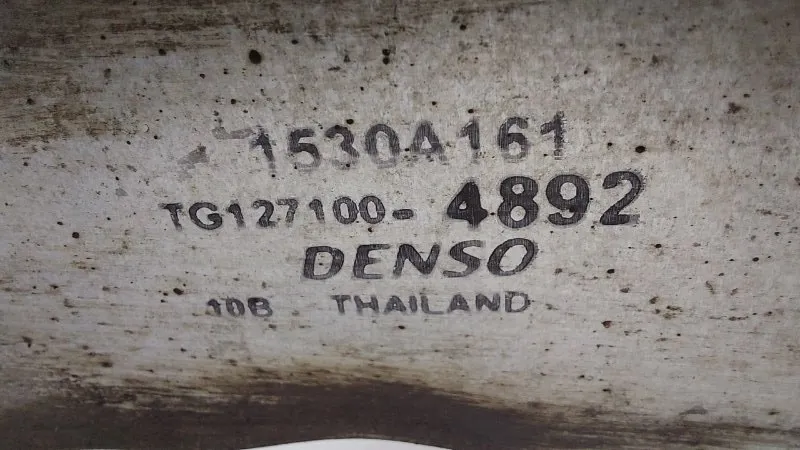 1530A161
TG127100-4892
DENSO
10B THAILAND